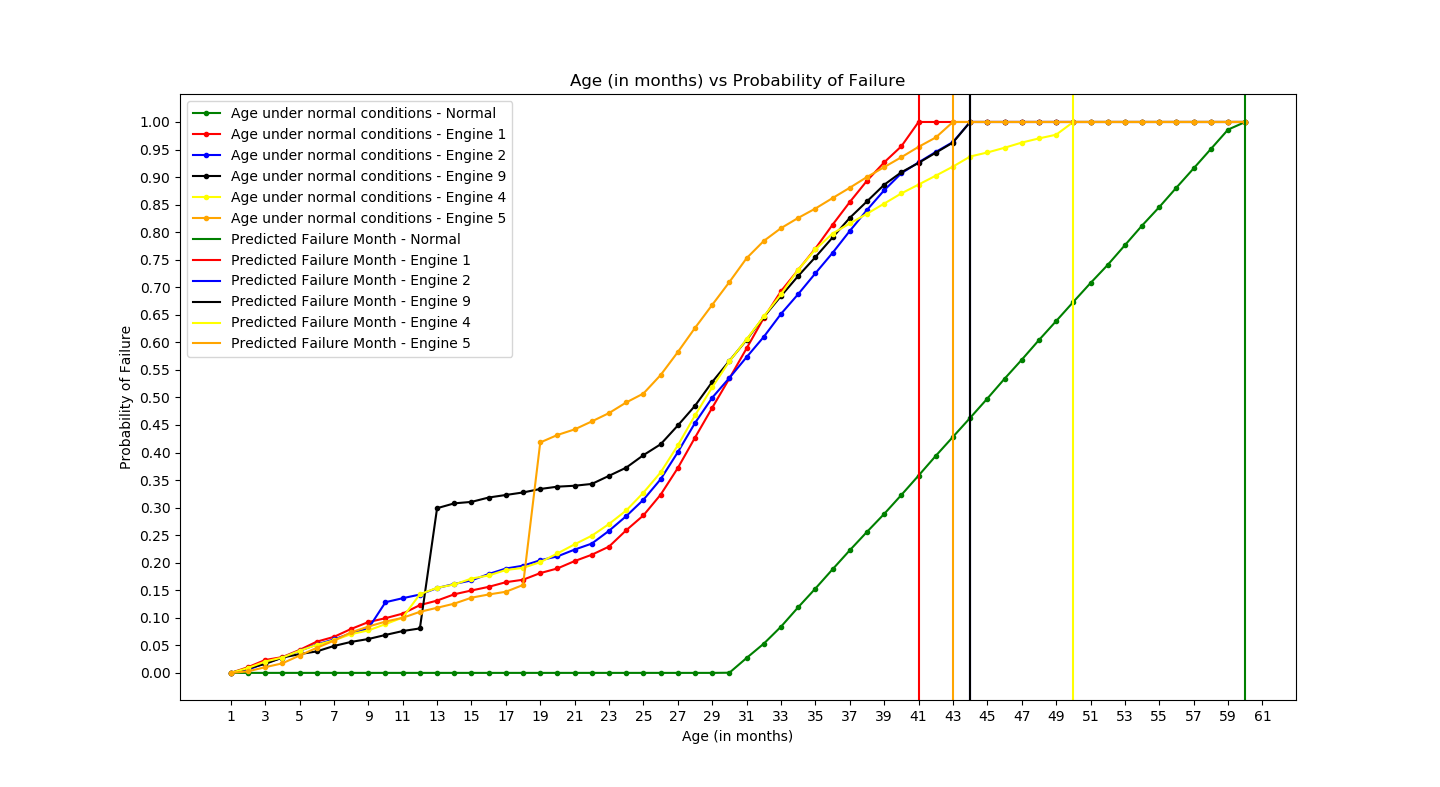 Age (in months) vs Probability of Failure
Age under normal conditions - Normal
Age under normal conditions - Engine 1
Age under normal conditions - Engine 2
Age under normal conditions - Engine 9
Age under normal conditions - Engine 4
Age under normal conditions - Engine 5
Predicted Failure Month - Normal
Predicted Failure Month - Engine 1
Predicted Failure Month - Engine 2
Predicted Failure Month - Engine 9
Predicted Failure Month - Engine 4
Predicted Failure Month - Engine 5
Probability of Failure
1.00
0.95
0.90
0.85
0.80
0.75
0.70
0.65
0.60
0.55
0.50
0.45
0.40
0.35
0.30
0.25
0.20
0.15
0.10
0.05
0.00
1 3 5 7 9 11 13 15 17 19 21 23 25 27 29 31 33 35 37 39 41 43 45 47 49 51 53 55 57 59 61
Age (in months)